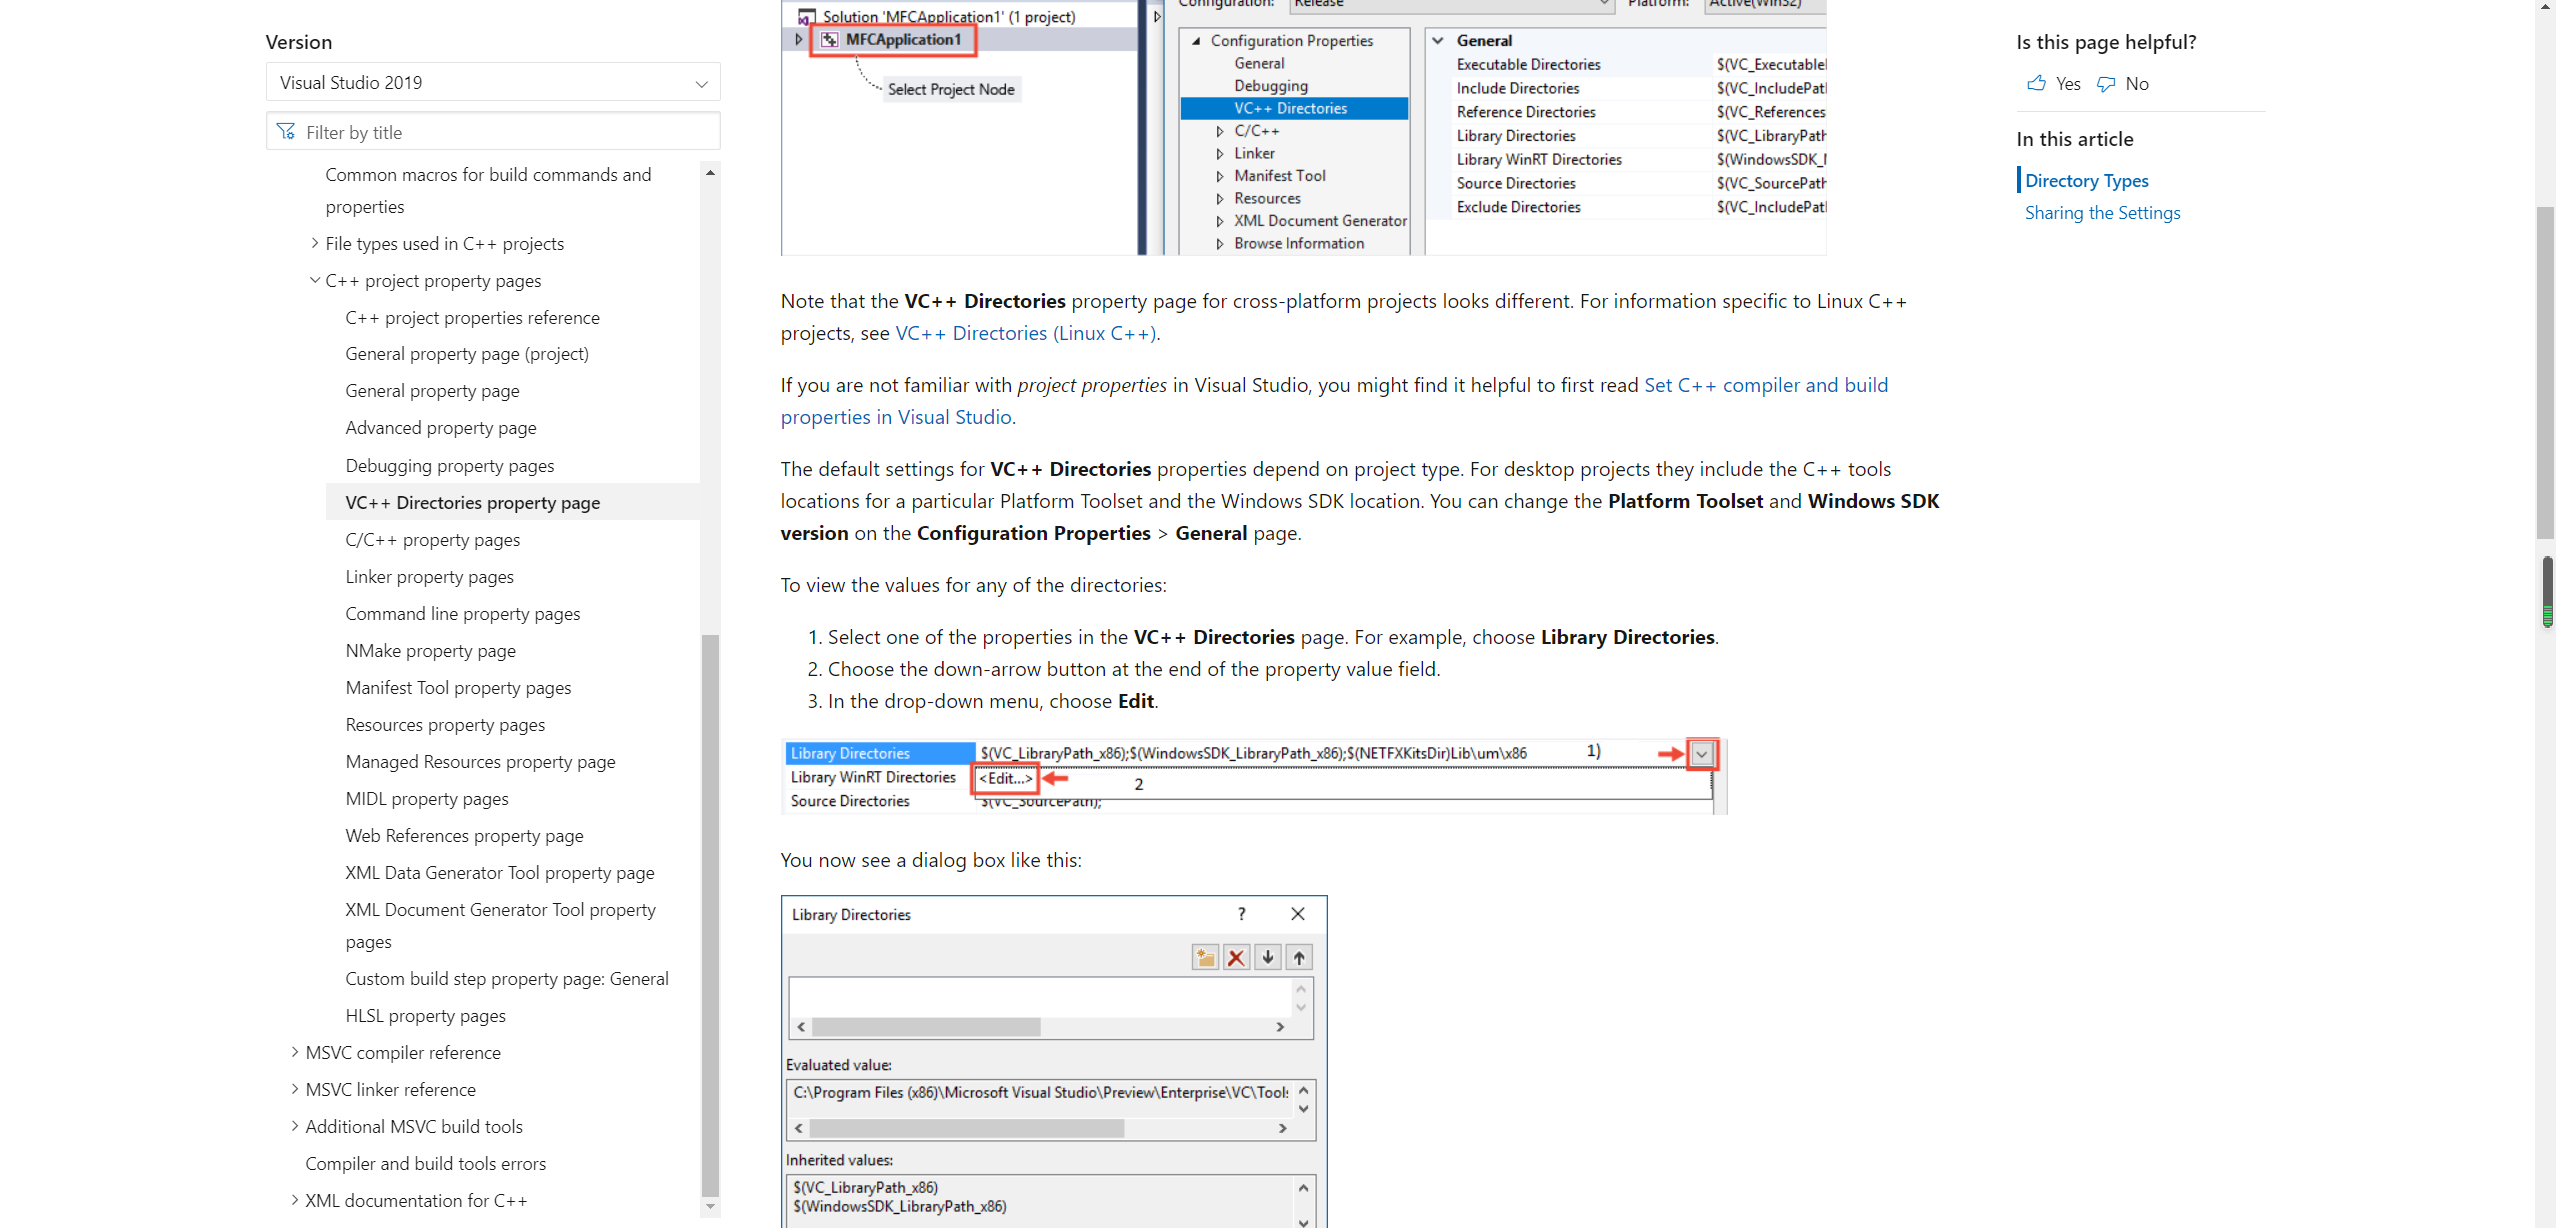 Version
Visual Studio 2019
Filter by title
Common macros for build commands and
properties
File types used in C++ projects
C++ project property pages
C++ project properties reference
General property page (project)
General property page
Advanced property page
Debugging property pages
VC++ Directories property page
C/C++ property pages
Linker property pages
Command line property pages
NMake property page
Manifest Tool property pages
Resources property pages
Managed Resources property page
MIDL property pages
Web References property page
XML Data Generator Tool property page
XML Document Generator Tool property
pages
Custom build step property page: General
HLSL property pages
MSVC compiler reference
MSVC linker reference
Additional MSVC build tools
Compiler and build tools errors
XML documentation for C++
Solution 'MFCApplication1' (1 project)
MFCApplication1
Select Project Node
Configuration: Release Platform: Active(Win32)
Configuration Properties
General
Debugging
VC++ Directories
C/C++
Linker
Manifest Tool
Resources
XML Document Generator
Browse Information
General
Executable Directories $(VC_Executabl
Include Directories $(VC_IncludePat
Reference Directories $(VC_References
Library Directories $(VC_LibraryPath
Library WinRT Directories $(WindowsSDK_
Source Directories $(VC_SourcePath
Exclude Directories $(VC_IncludePat
Note that the VC++ Directories property page for cross-platform projects looks different. For information specific to Linux C++
projects, see VC++ Directories (Linux C++).
If you are not familiar with project properties in Visual Studio, you might find it helpful to first read Set C++ compiler and build
properties in Visual Studio.
The default settings for VC++ Directories properties depend on project type. For desktop projects they include the C++ tools
locations for a particular Platform Toolset and the Windows SDK location. You can change the Platform Toolset and Windows SDK
version on the Configuration Properties > General page.
To view the values for any of the directories:
1. Select one of the properties in the VC++ Directories page. For example, choose Library Directories.
2. Choose the down-arrow button at the end of the property value field.
3. In the drop-down menu, choose Edit.
Library Directories $(VC_LibraryPath_x86);$(WindowsSDK_LibraryPath_x86);$(NETFXKitsDir)Lib\um\x86 1)
Library WinRT Directories <Edit...> 2
Source Directories $(VC_SourcePath);
You now see a dialog box like this:
Library Directories ?
Evaluated value:
C:\Program Files (x86)\Microsoft Visual Studio\Preview\Enterprise\VC\Tools
Inherited values:
$(VC_LibraryPath_x86)
$(WindowsSDK_LibraryPath_x86)
Is this page helpful?
Yes No
In this article
Directory Types
Sharing the Settings